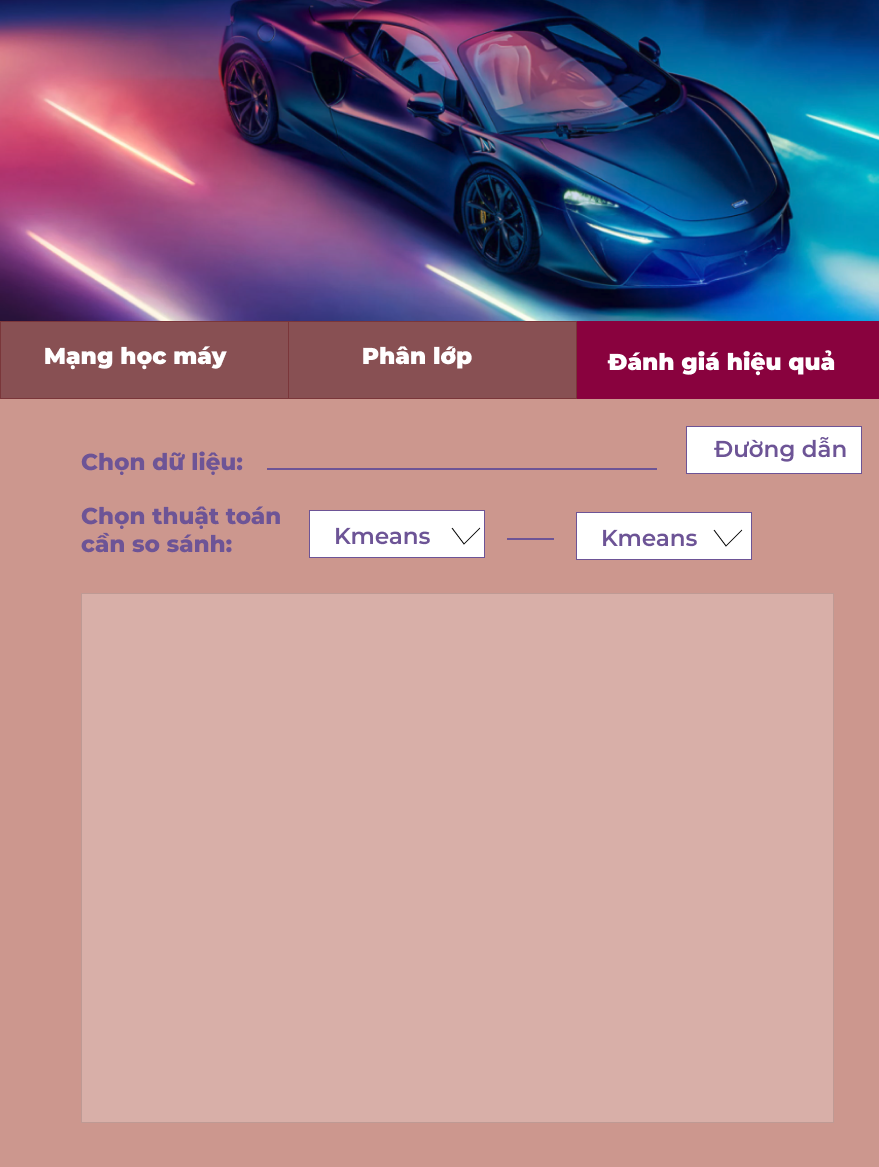 Mạng học máy
Phân lớp
Đánh giá hiệu quả
Chọn dữ liệu:
Đường dẫn
Chọn thuật toán
cần so sánh:
Kmeans
Kmeans